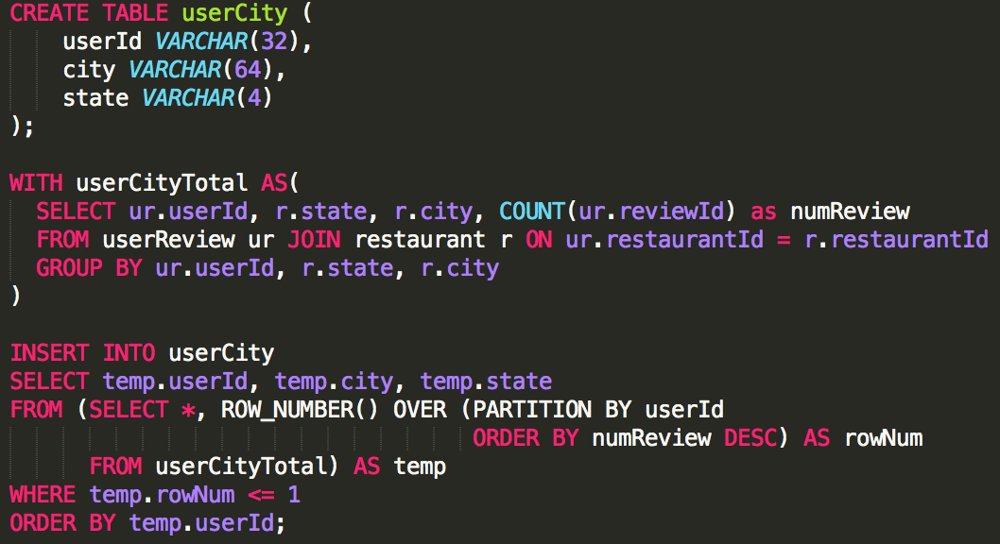 CREATE TABLE userCity (
    userId VARCHAR(32),
    city VARCHAR(64),
    state VARCHAR(4)
);

WITH userCityTotal AS(
  SELECT ur.userId, r.state, r.city, COUNT(ur.reviewId) as numReview
  FROM userReview ur JOIN restaurant r ON ur.restaurantId = r.restaurantId
  GROUP BY ur.userId, r.state, r.city
)

INSERT INTO userCity
SELECT temp.userId, temp.city, temp.state
FROM (SELECT *, ROW_NUMBER() OVER (PARTITION BY userId
                                   ORDER BY numReview DESC) AS rowNum
      FROM userCityTotal) AS temp
WHERE temp.rowNum <= 1
ORDER BY temp.userId;